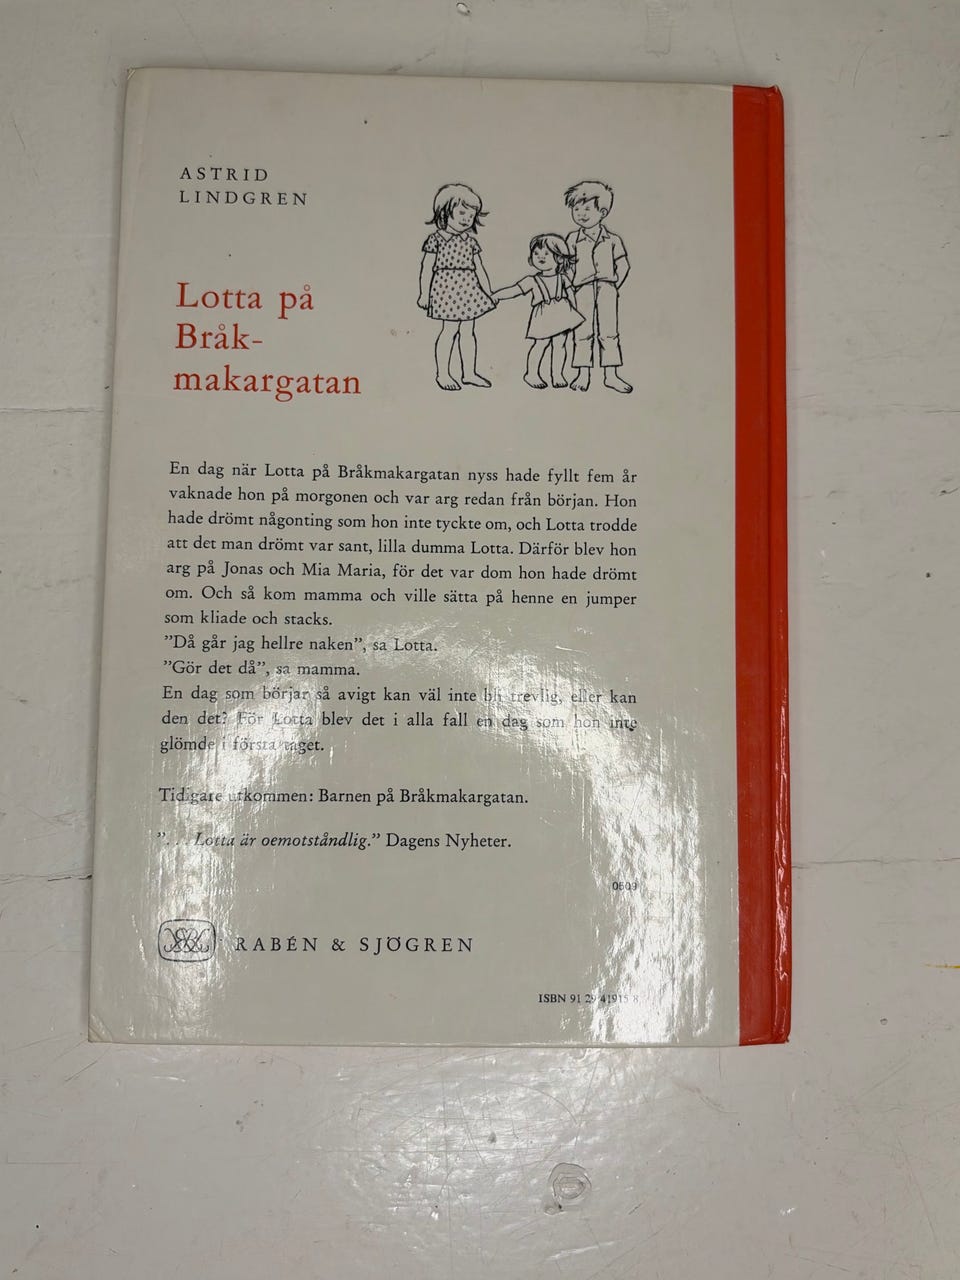 ASTRID
LINDGREN
Lotta på
Bråk-
makargatan
En dag när Lotta på Bråkmakargatan nyss hade fyllt fem år
vaknade hon på morgonen och var arg redan från början. Hon
hade drömt någonting som hon inte tyckte om, och Lotta trodde
att det man drömt var sant, lilla dumma Lotta. Därför blev hon
arg på Jonas och Mia Maria, för det var dom hon hade drömt
om. Och så kom mamma och ville sätta på henne en jumper
som kliade och stacks.
”Då går jag hellre naken”, sa Lotta.
”Gör det då”, sa mamma.
En dag som börjar så avigt kan väl inte bli trevlig, eller kan
den det? För Lotta blev det i alla fall en dag som hon inte
glömde i första taget.
Tidigare utkommen: Barnen på Bråkmakargatan.
”. . . Lotta är oemotståndlig.” Dagens Nyheter.
RABÉN & SJÖGREN
ISBN 91 29 41915 8